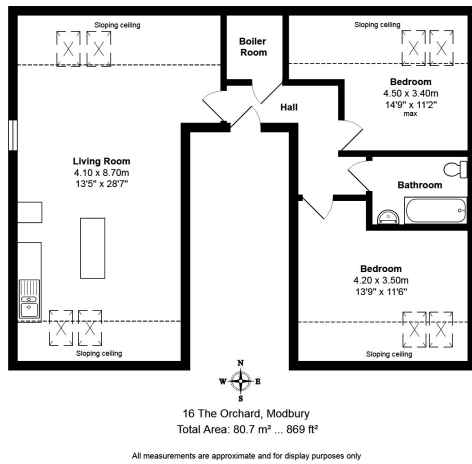 Sloping ceiling
Boiler
Room
Sloping ceiling
Bedroom
4.50 x 3.40m
14'9" x 11'2"
max
Hall
Living Room
4.10 x 8.70m
13'5" x 28'7"
Bathroom
Bedroom
4.20 x 3.50m
13'9" x 11'6"
Sloping ceiling
Sloping ceiling
N
W E
S
16 The Orchard, Modbury
Total Area: 80.7 m² ... 869 ft²
All measurements are approximate and for display purposes only